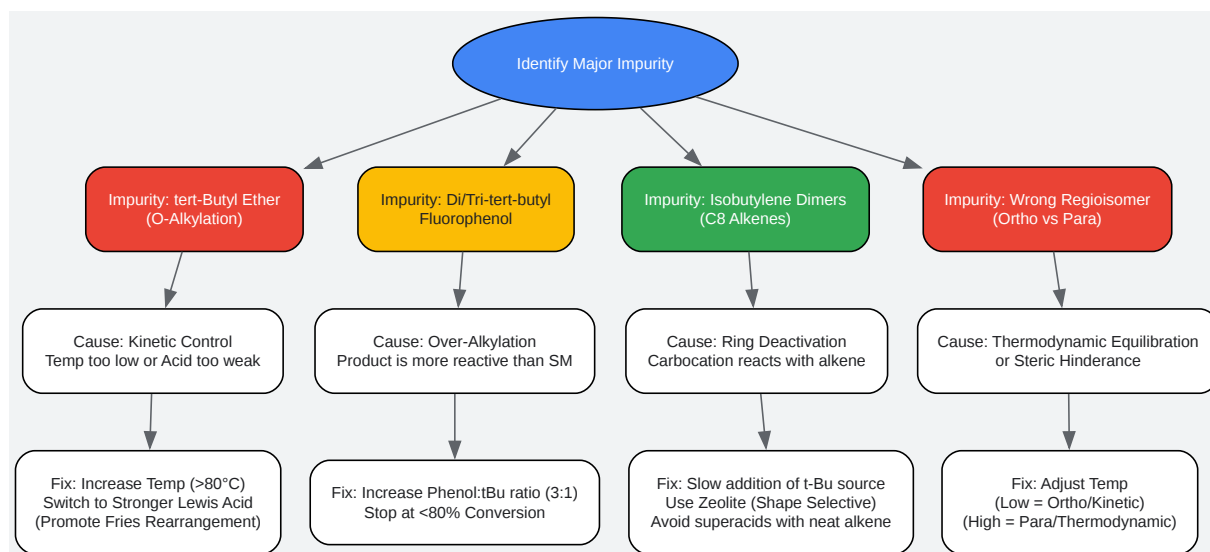 Identify Major Impurity
Impurity: tert-Butyl Ether
(O-Alkylation)
Impurity: Di/Tri-tert-butyl
Fluorophenol
Impurity: Isobutylene Dimers
(C8 Alkenes)
Impurity: Wrong Regioisomer
(Ortho vs Para)
Cause: Kinetic Control
Temp too low or Acid too weak
Cause: Over-Alkylation
Product is more reactive than SM
Cause: Ring Deactivation
Carbocation reacts with alkene
Cause: Thermodynamic Equilibration
or Steric Hinderance
Fix: Increase Temp (>80°C)
Switch to Stronger Lewis Acid
(Promote Fries Rearrangement)
Fix: Increase Phenol:tBu ratio (3:1)
Stop at <80% Conversion
Fix: Slow addition of t-Bu source
Use Zeolite (Shape Selective)
Avoid superacids with neat alkene
Fix: Adjust Temp
(Low = Ortho/Kinetic)
(High = Para/Thermodynamic)